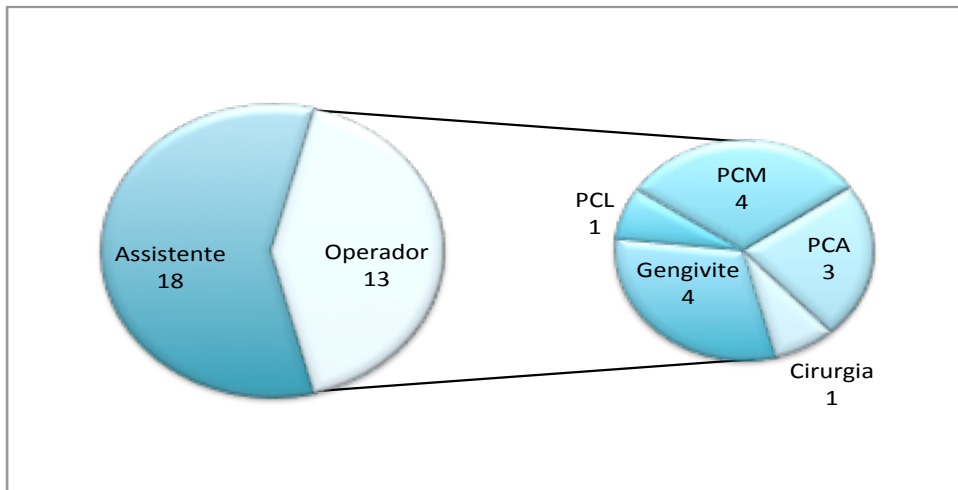 Assistente
18
Operador
13
PCL
1
PCM
4
PCA
3
Gengivite
4
Cirurgia
1